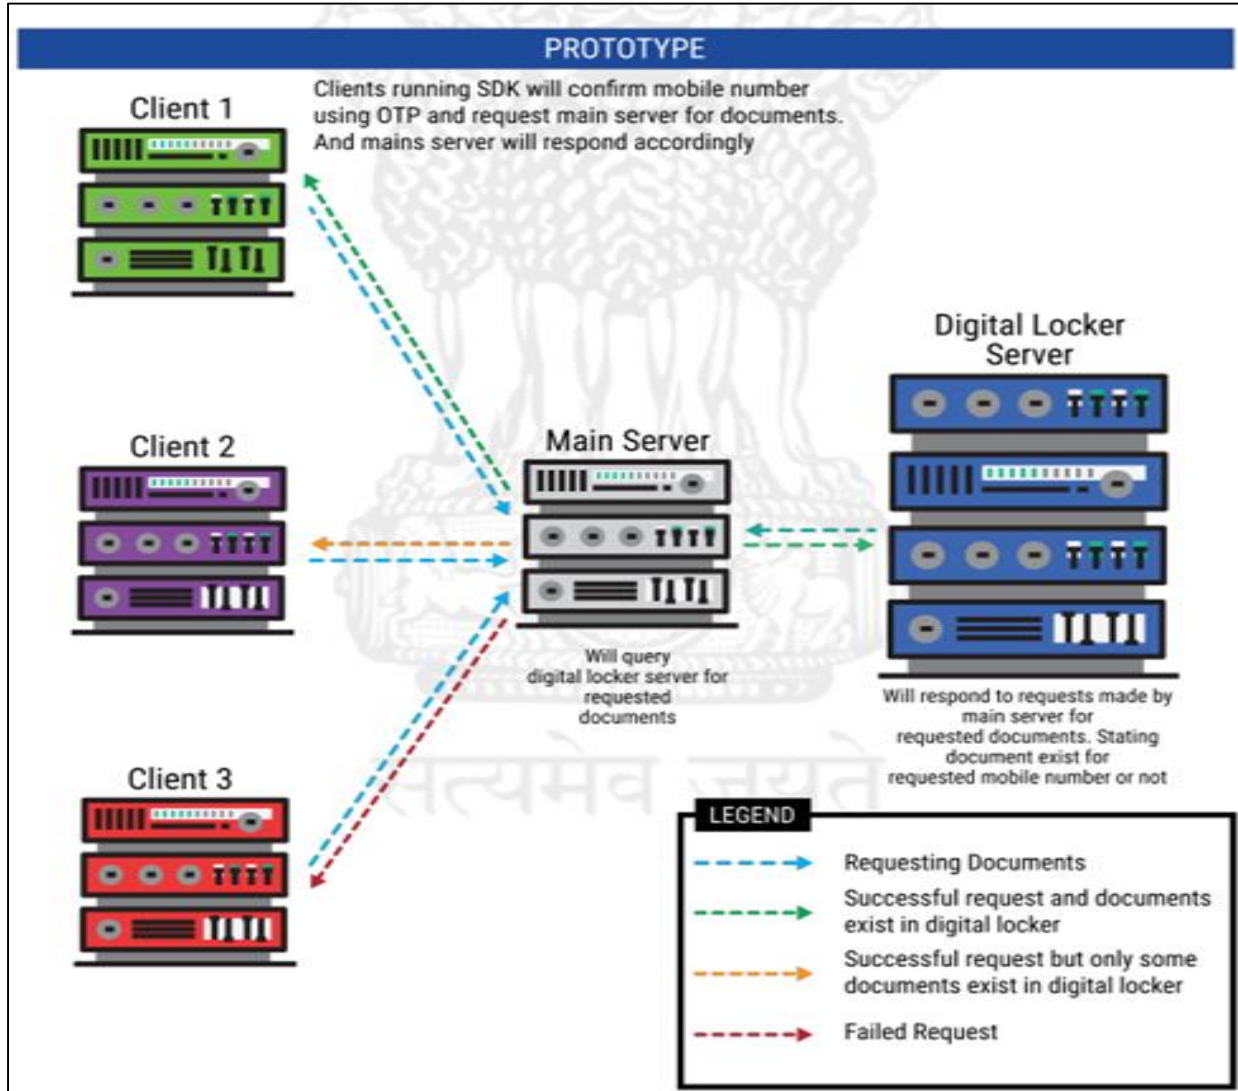 PROTOTYPE
Clients running SDK will confirm mobile number
using OTP and request main server for documents.
And mains server will respond accordingly
Client 1
Client 2
Client 3
Main Server
Will query
digital locker server for
requested
documents
Digital Locker
Server
Will respond to requests made by
main server for
requested documents. Stating
document exist for
requested mobile number or not
सत्यमेव जयते
LEGEND
Requesting Documents
Successful request and documents
exist in digital locker
Successful request but only some
documents exist in digital locker
Failed Request